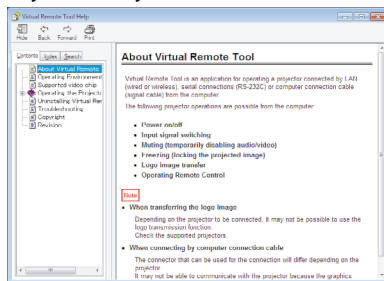 Virtual Remote Tool Help
Hide Back Forward Print
Contents Index Search
About Virtual Remote
Operating Environment
Supported video chip
Operating the Projecto
Uninstalling Virtual Rer
Troubleshooting
Copyright
Revision
About Virtual Remote Tool
Virtual Remote Tool is an application for operating a projector connected by LAN
(wired or wireless), serial connections (RS-232C) or computer connection cable
(signal cable) from the computer
The following projector operations are possible from the computer:
• Power on/off
• Input signal switching
• Muting (temporarily disabling audio/video)
• Freezing (locking the projected image)
• Logo image transfer
• Operating Remote Control
Note
• When transferring the logo image
Depending on the projector to be connected, it may not be possible to use the
logo transmission function.
Check the supported projectors.
• When connecting by computer connection cable
The connector that can be used for the connection will differ depending on the
projector
It may not be able to communicate with the projector because the graphics